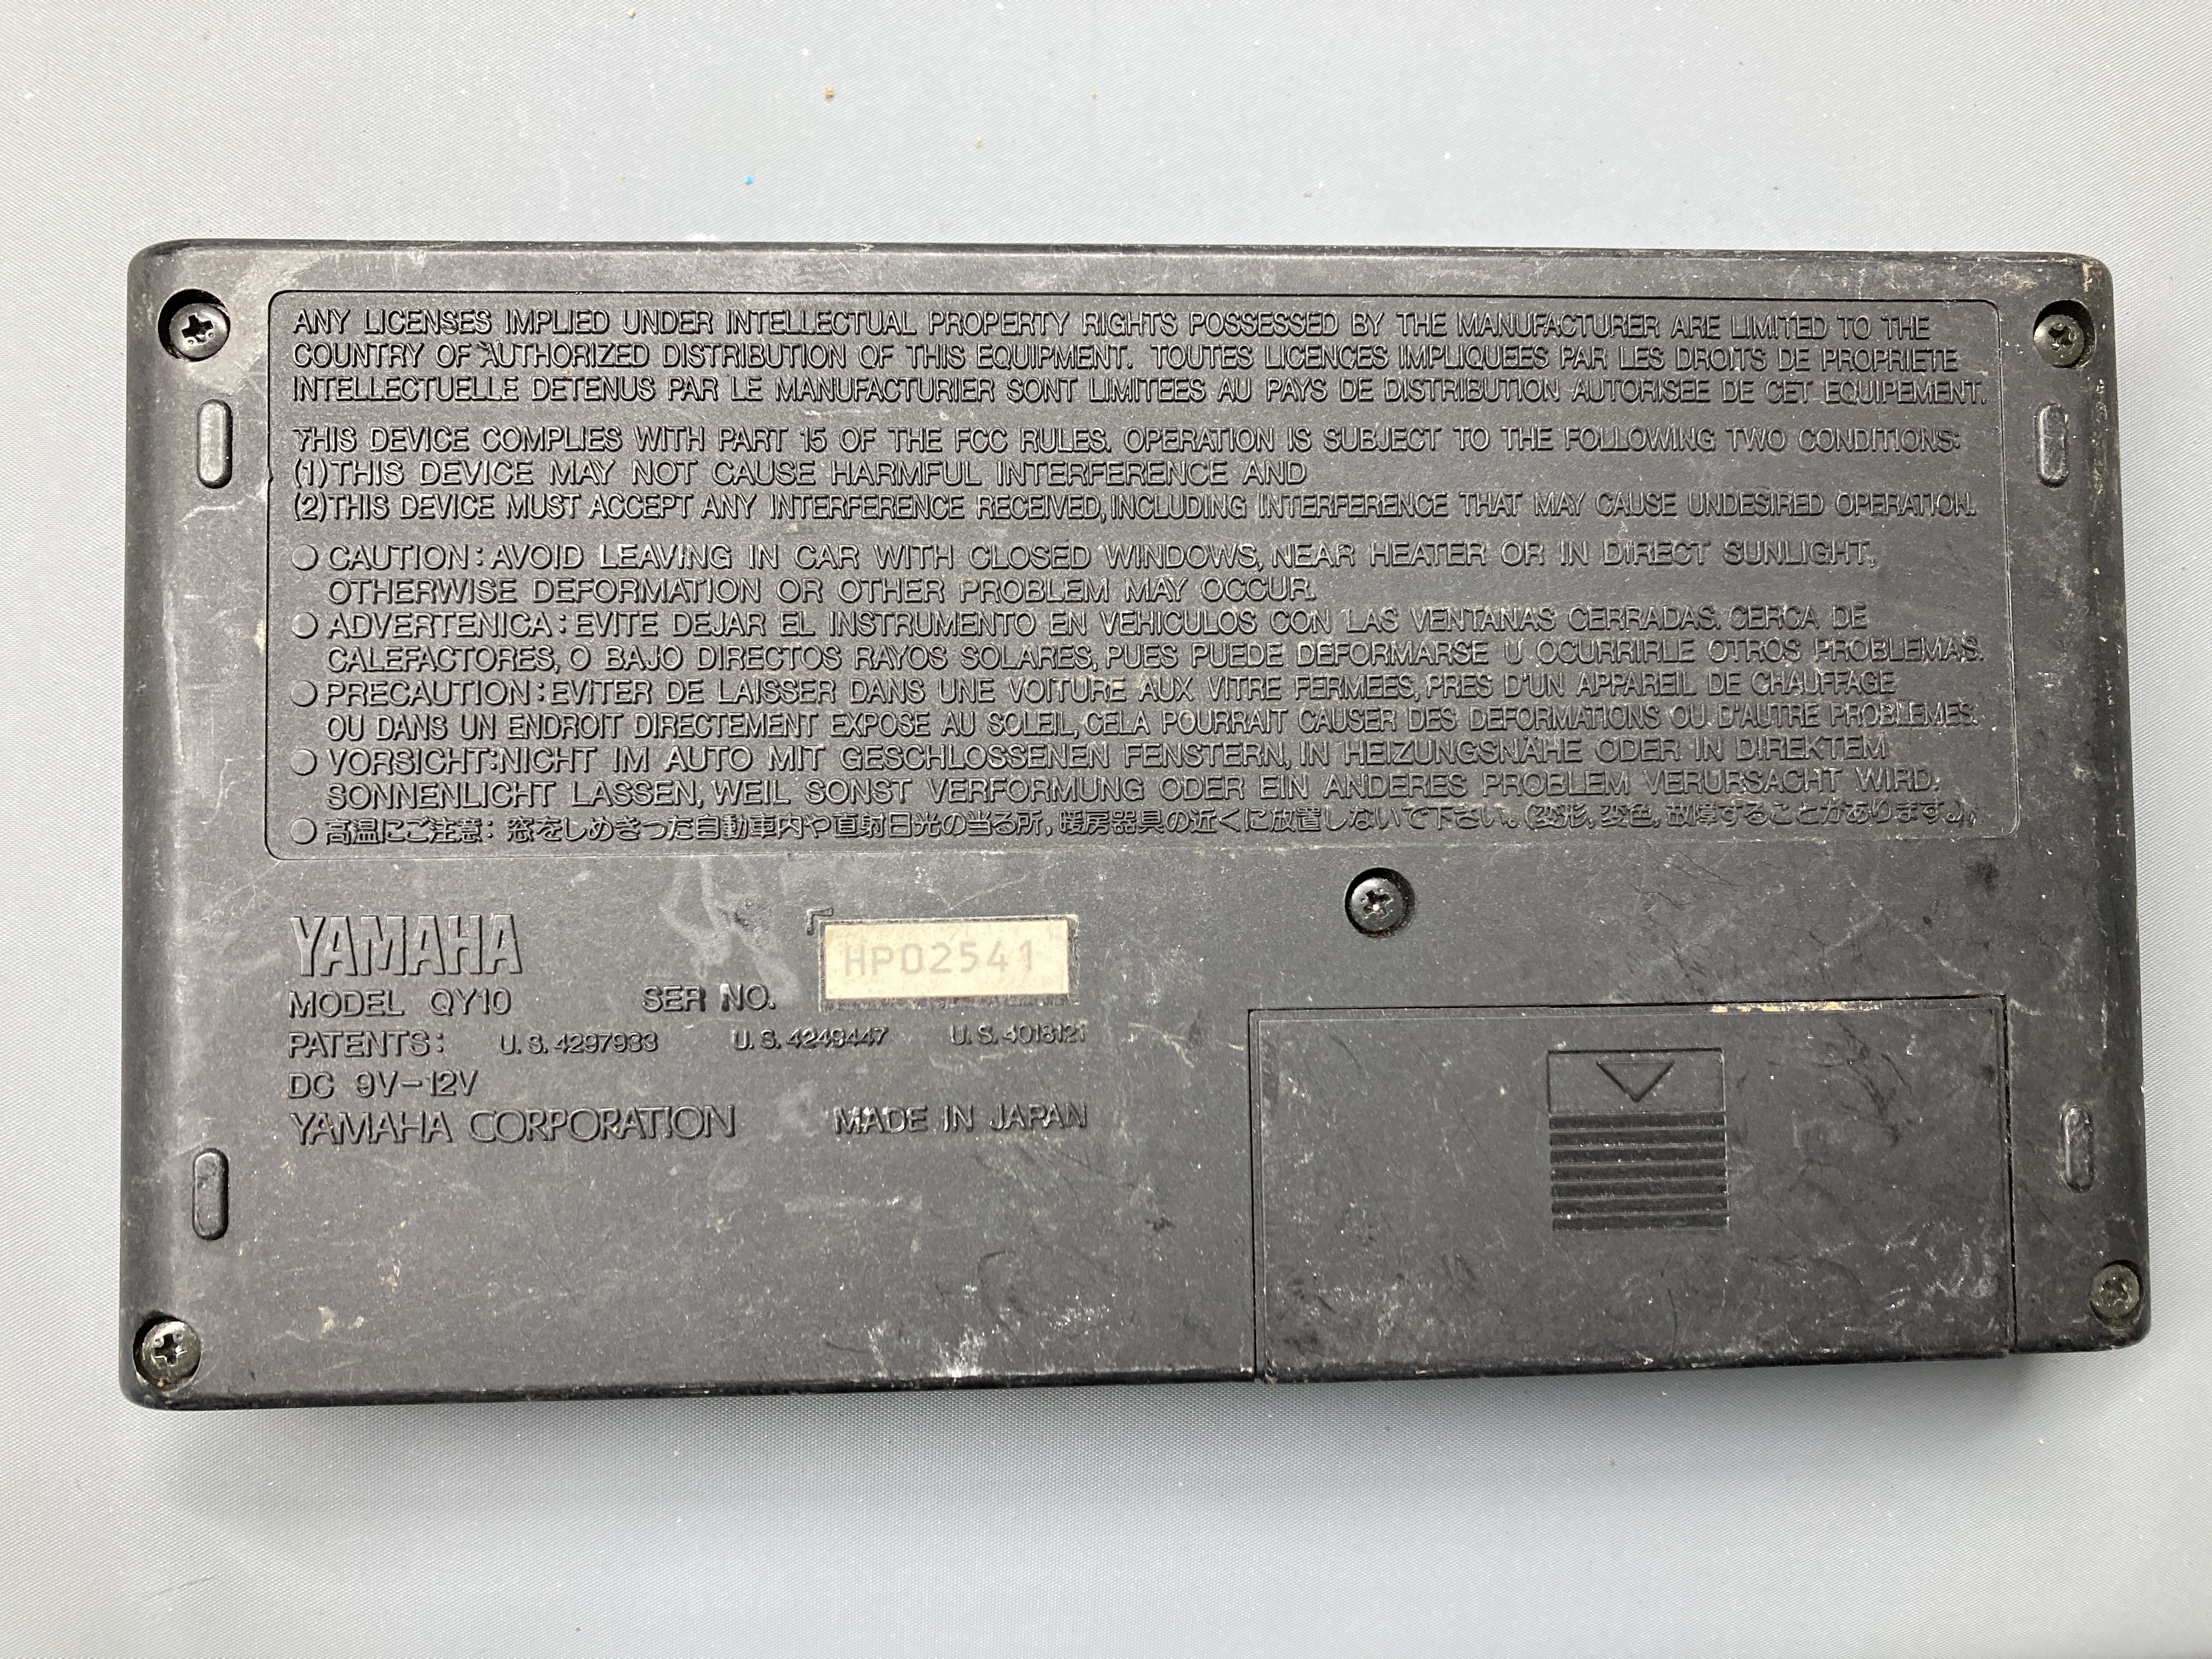 ANY LICENSES IMPLIED UNDER INTELLECTUAL PROPERTY RIGHTS POSSESSED BY THE MANUFACTURER ARE LIMITED TO THE
COUNTRY OF AUTHORIZED DISTRIBUTION OF THIS EQUIPMENT. TOUTES LICENCES IMPLIQUEES PAR LES DROITS DE PROPRIETE
INTELLECTUELLE DETENUS PAR LE MANUFACTURIER SONT LIMITEES AU PAYS DE DISTRIBUTION AUTORISEE DE CET EQUIPEMENT.
THIS DEVICE COMPLIES WITH PART 15 OF THE FCC RULES. OPERATION IS SUBJECT TO THE FOLLOWING TWO CONDITIONS:
(1)THIS DEVICE MAY NOT CAUSE HARMFUL INTERFERENCE AND
(2)THIS DEVICE MUST ACCEPT ANY INTERFERENCE RECEIVED, INCLUDING INTERFERENCE THAT MAY CAUSE UNDESIRED OPERATION.
○ CAUTION: AVOID LEAVING IN CAR WITH CLOSED WINDOWS, NEAR HEATER OR IN DIRECT SUNLIGHT,
OTHERWISE DEFORMATION OR OTHER PROBLEM MAY OCCUR.
○ ADVERTENICA: EVITE DEJAR EL INSTRUMENTO EN VEHICULOS CON LAS VENTANAS CERRADAS. CERCA DE
CALEFACTORES, O BAJO DIRECTOS RAYOS SOLARES, PUES PUEDE DEFORMARSE U OCURRIRLE OTROS PROBLEMAS.
○ PRECAUTION: EVITER DE LAISSER DANS UNE VOITURE AUX VITRE FERMEES, PRES D'UN APPAREIL DE CHAUFFAGE
OU DANS UN ENDROIT DIRECTEMENT EXPOSE AU SOLEIL, CELA POURRAIT CAUSER DES DEFORMATIONS OU D'AUTRE PROBLEMES.
○ VORSICHT: NICHT IM AUTO MIT GESCHLOSSENEN FENSTERN, IN HEIZUNGSNÄHE ODER IN DIREKTEM
SONNENLICHT LASSEN, WEIL SONST VERFORMUNG ODER EIN ANDERES PROBLEM VERURSACHT WIRD.
○ 高温にご注意: 窓をしめきった自動車内や直射日光の当る所, 暖房器具の近くに放置しないで下さい。(変形, 変色, 故障することがあります。)
YAMAHA
HP02541
MODEL QY10 SER NO.
PATENTS: U.S.4297933 U.S.4249447 U.S.4018121
DC 9V-12V
YAMAHA CORPORATION MADE IN JAPAN